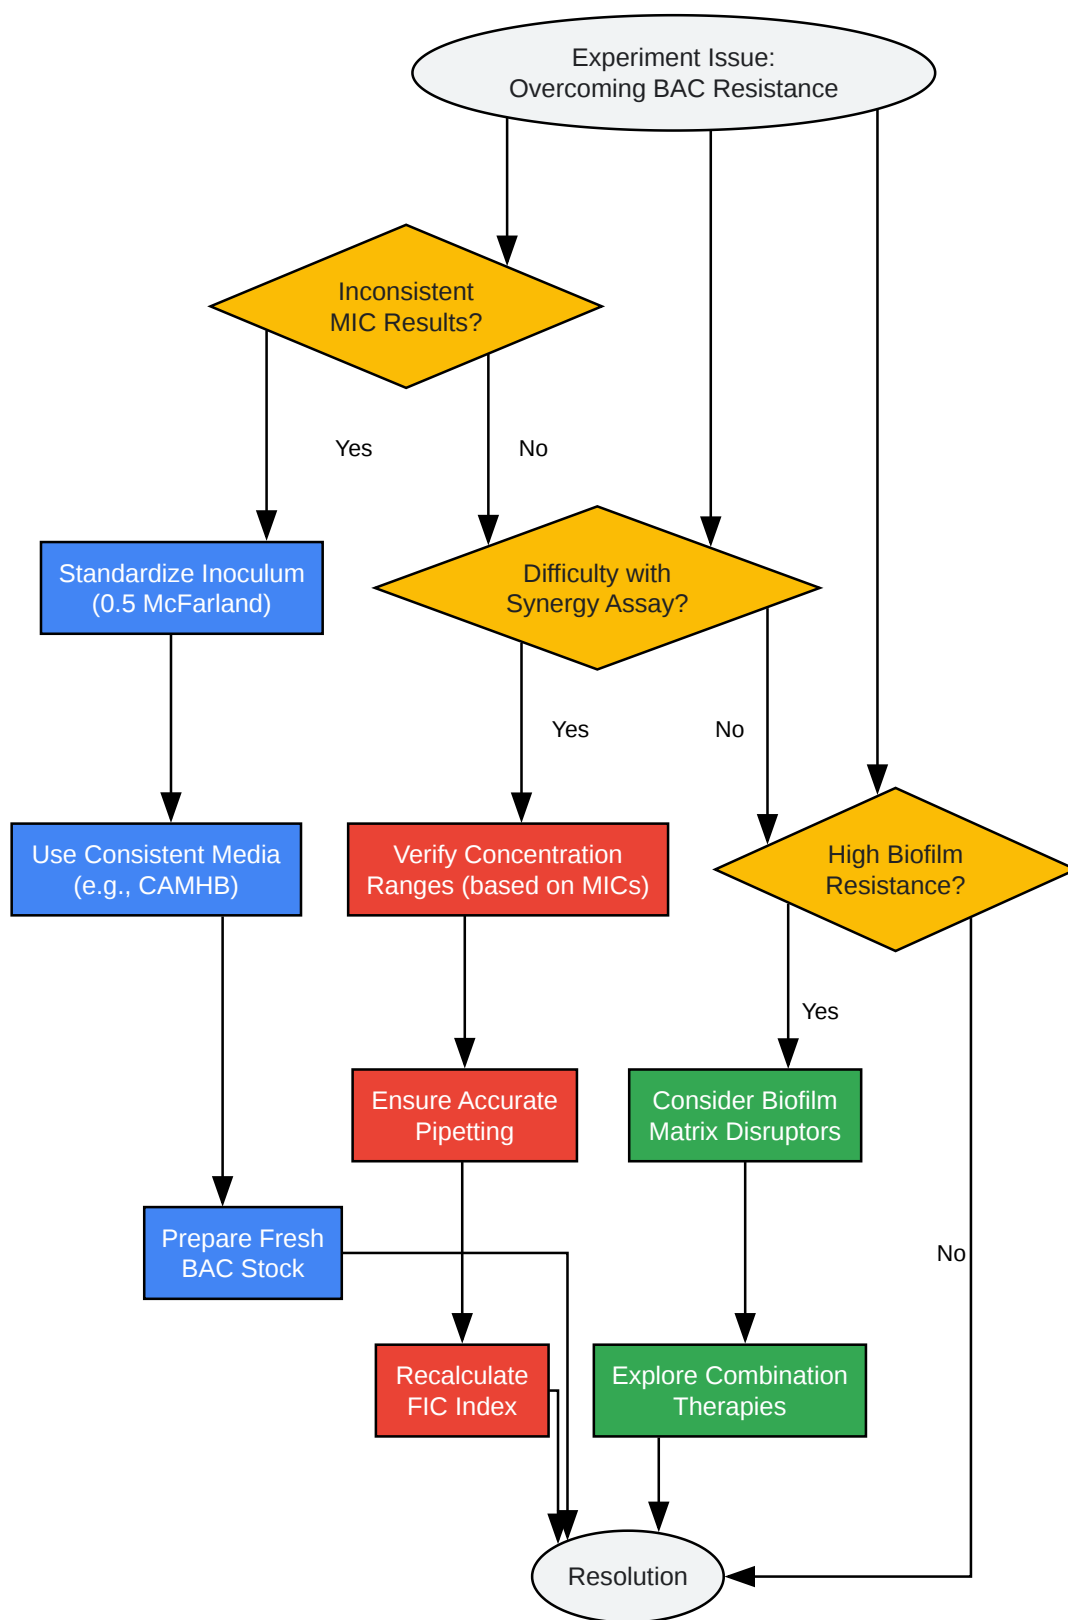 Experiment Issue:
Overcoming BAC Resistance
Inconsistent
MIC Results?
Yes
No
Standardize Inoculum
(0.5 McFarland)
Difficulty with
Synergy Assay?
Yes
No
Use Consistent Media
(e.g., CAMHB)
Verify Concentration
Ranges (based on MICs)
High Biofilm
Resistance?
Yes
Ensure Accurate
Pipetting
Consider Biofilm
Matrix Disruptors
Prepare Fresh
BAC Stock
No
Recalculate
FIC Index
Explore Combination
Therapies
Resolution